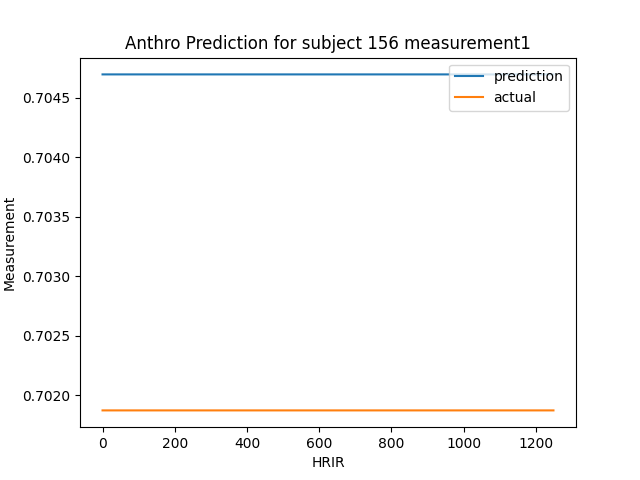 Anthro Prediction for subject 156 measurement1
prediction
actual
0.7045
0.7040
0.7035
0.7030
0.7025
0.7020
Measurement
0 200 400 600 800 1000 1200
HRIR